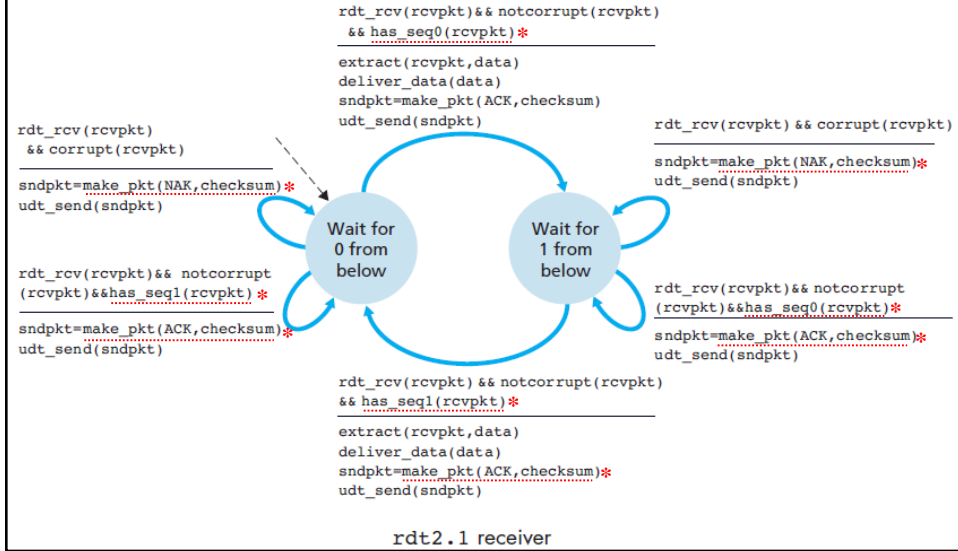 rdt_rcv(rcvpkt)&& notcorrupt(rcvpkt)
&& has_seq0(rcvpkt)*
extract(rcvpkt,data)
deliver_data(data)
sndpkt=make_pkt(ACK,checksum)
udt_send(sndpkt)
rdt_rcv(rcvpkt)
&& corrupt(rcvpkt)
sndpkt=make_pkt(NAK,checksum)*
udt_send(sndpkt)
rdt_rcv(rcvpkt) && corrupt(rcvpkt)
sndpkt=make_pkt(NAK,checksum)*
udt_send(sndpkt)
Wait for
0 from
below
Wait for
1 from
below
rdt_rcv(rcvpkt)&& notcorrupt
(rcvpkt)&&has_seq1(rcvpkt)*
sndpkt=make_pkt(ACK,checksum)*
udt_send(sndpkt)
rdt_rcv(rcvpkt)&& notcorrupt
(rcvpkt)&&has_seq0(rcvpkt)*
sndpkt=make_pkt(ACK,checksum)*
udt_send(sndpkt)
rdt_rcv(rcvpkt) && notcorrupt(rcvpkt)
&& has_seq1(rcvpkt)*
extract(rcvpkt,data)
deliver_data(data)
sndpkt=make_pkt(ACK,checksum)*
udt_send(sndpkt)
rdt2.1 receiver